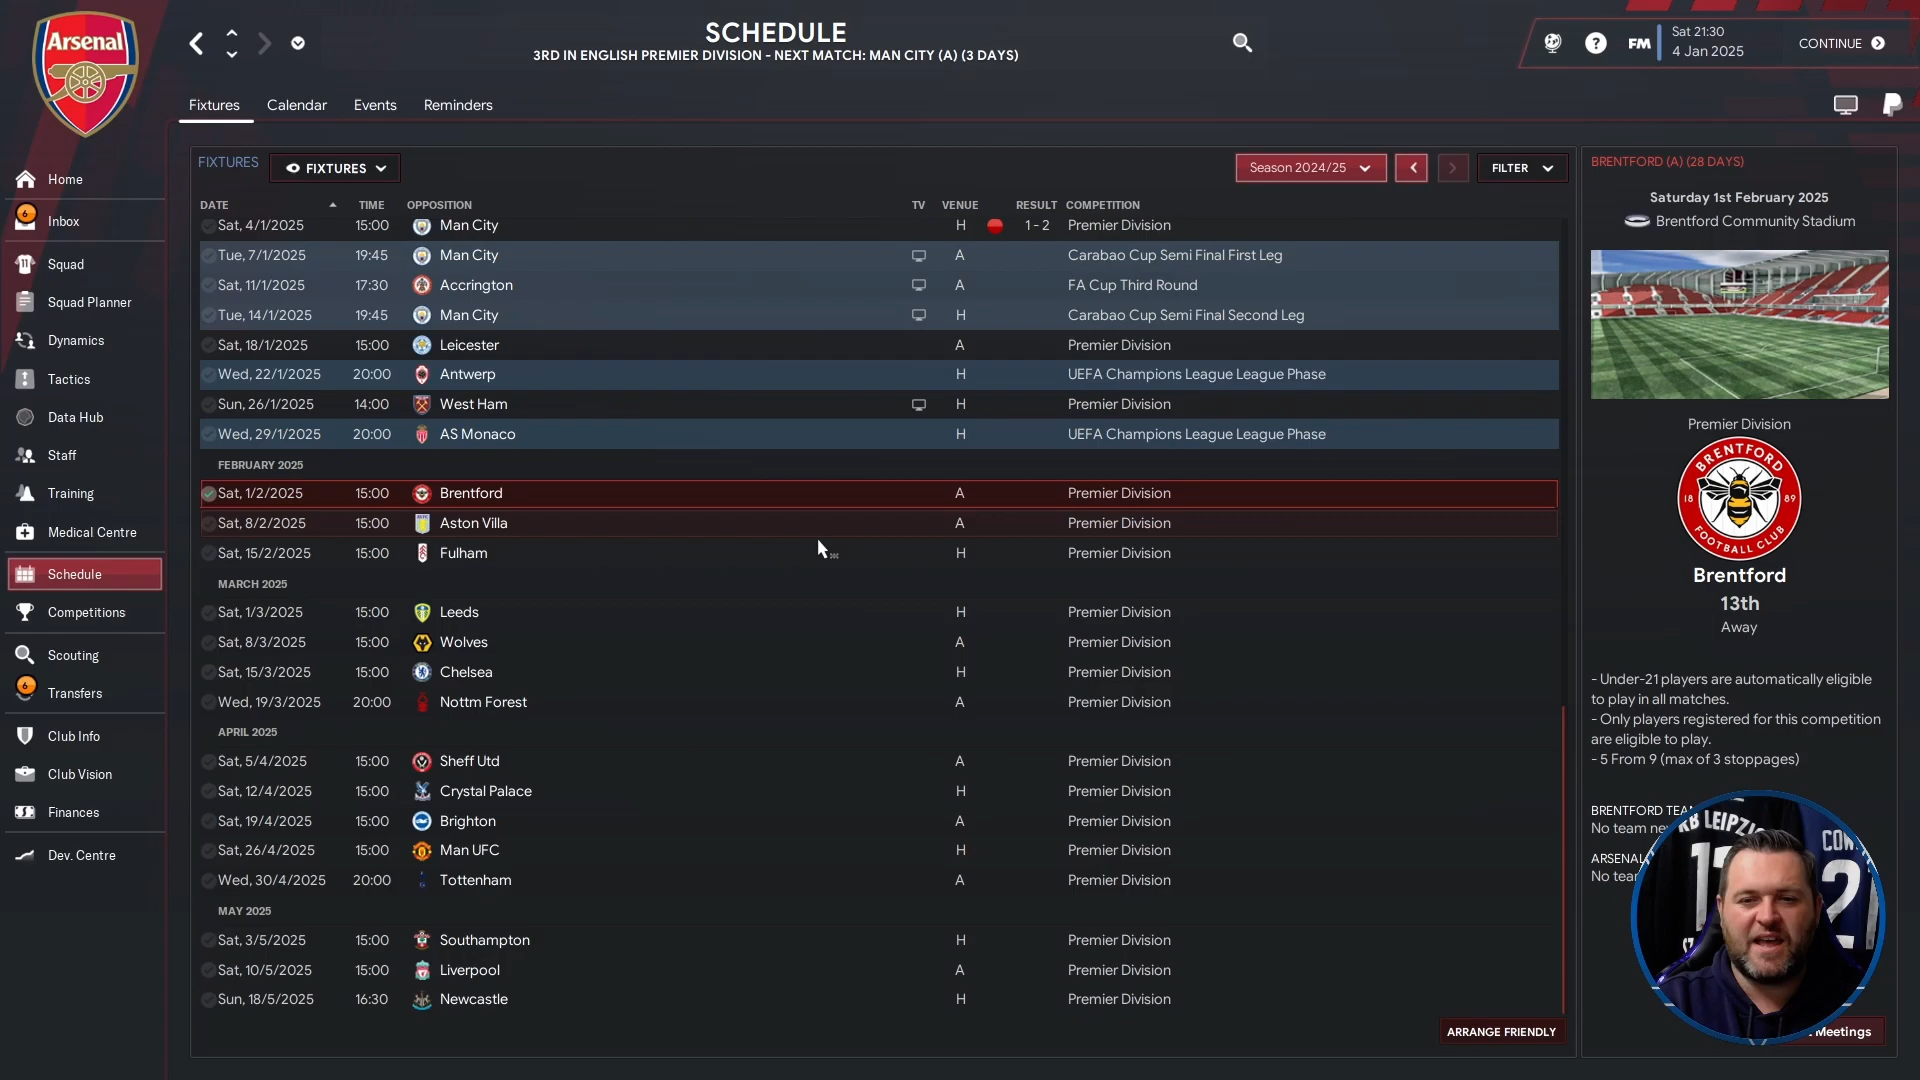 Arsenal
SCHEDULE
3RD IN ENGLISH PREMIER DIVISION - NEXT MATCH: MAN CITY (A) (3 DAYS)
FM
Sat 21:30
4 Jan 2025
CONTINUE
Fixtures Calendar Events Reminders
Home
6
Inbox
Squad
Squad Planner
Dynamics
Tactics
Data Hub
Staff
Training
Medical Centre
Schedule
Competitions
Scouting
6
Transfers
Club Info
Club Vision
Finances
Dev. Centre
FIXTURES FIXTURES Season 2024/25 FILTER
DATE TIME OPPOSITION TV VENUE RESULT COMPETITION
Sat, 4/1/2025 15:00 Man City H 1 - 2 Premier Division
Tue, 7/1/2025 19:45 Man City A Carabao Cup Semi Final First Leg
Sat, 11/1/2025 17:30 Accrington A FA Cup Third Round
Tue, 14/1/2025 19:45 Man City H Carabao Cup Semi Final Second Leg
Sat, 18/1/2025 15:00 Leicester A Premier Division
Wed, 22/1/2025 20:00 Antwerp H UEFA Champions League League Phase
Sun, 26/1/2025 14:00 West Ham H Premier Division
Wed, 29/1/2025 20:00 AS Monaco H UEFA Champions League League Phase
FEBRUARY 2025
Sat, 1/2/2025 15:00 Brentford A Premier Division
Sat, 8/2/2025 15:00 Aston Villa A Premier Division
Sat, 15/2/2025 15:00 Fulham H Premier Division
MARCH 2025
Sat, 1/3/2025 15:00 Leeds H Premier Division
Sat, 8/3/2025 15:00 Wolves A Premier Division
Sat, 15/3/2025 15:00 Chelsea H Premier Division
Wed, 19/3/2025 20:00 Nottm Forest A Premier Division
APRIL 2025
Sat, 5/4/2025 15:00 Sheff Utd A Premier Division
Sat, 12/4/2025 15:00 Crystal Palace H Premier Division
Sat, 19/4/2025 15:00 Brighton A Premier Division
Sat, 26/4/2025 15:00 Man UFC H Premier Division
Wed, 30/4/2025 20:00 Tottenham A Premier Division
MAY 2025
Sat, 3/5/2025 15:00 Southampton H Premier Division
Sat, 10/5/2025 15:00 Liverpool A Premier Division
Sun, 18/5/2025 16:30 Newcastle H Premier Division
ARRANGE FRIENDLY
BRENTFORD (A) (28 DAYS)
Saturday 1st February 2025
Brentford Community Stadium
Premier Division
BRENTFORD
18 89
FOOTBALL CLUB
Brentford
13th
Away
- Under-21 players are automatically eligible
to play in all matches.
- Only players registered for this competition
are eligible to play.
- 5 From 9 (max of 3 stoppages)
BRENTFORD
No team
ARSENAL
No
RB LEIPZIG
Meetings